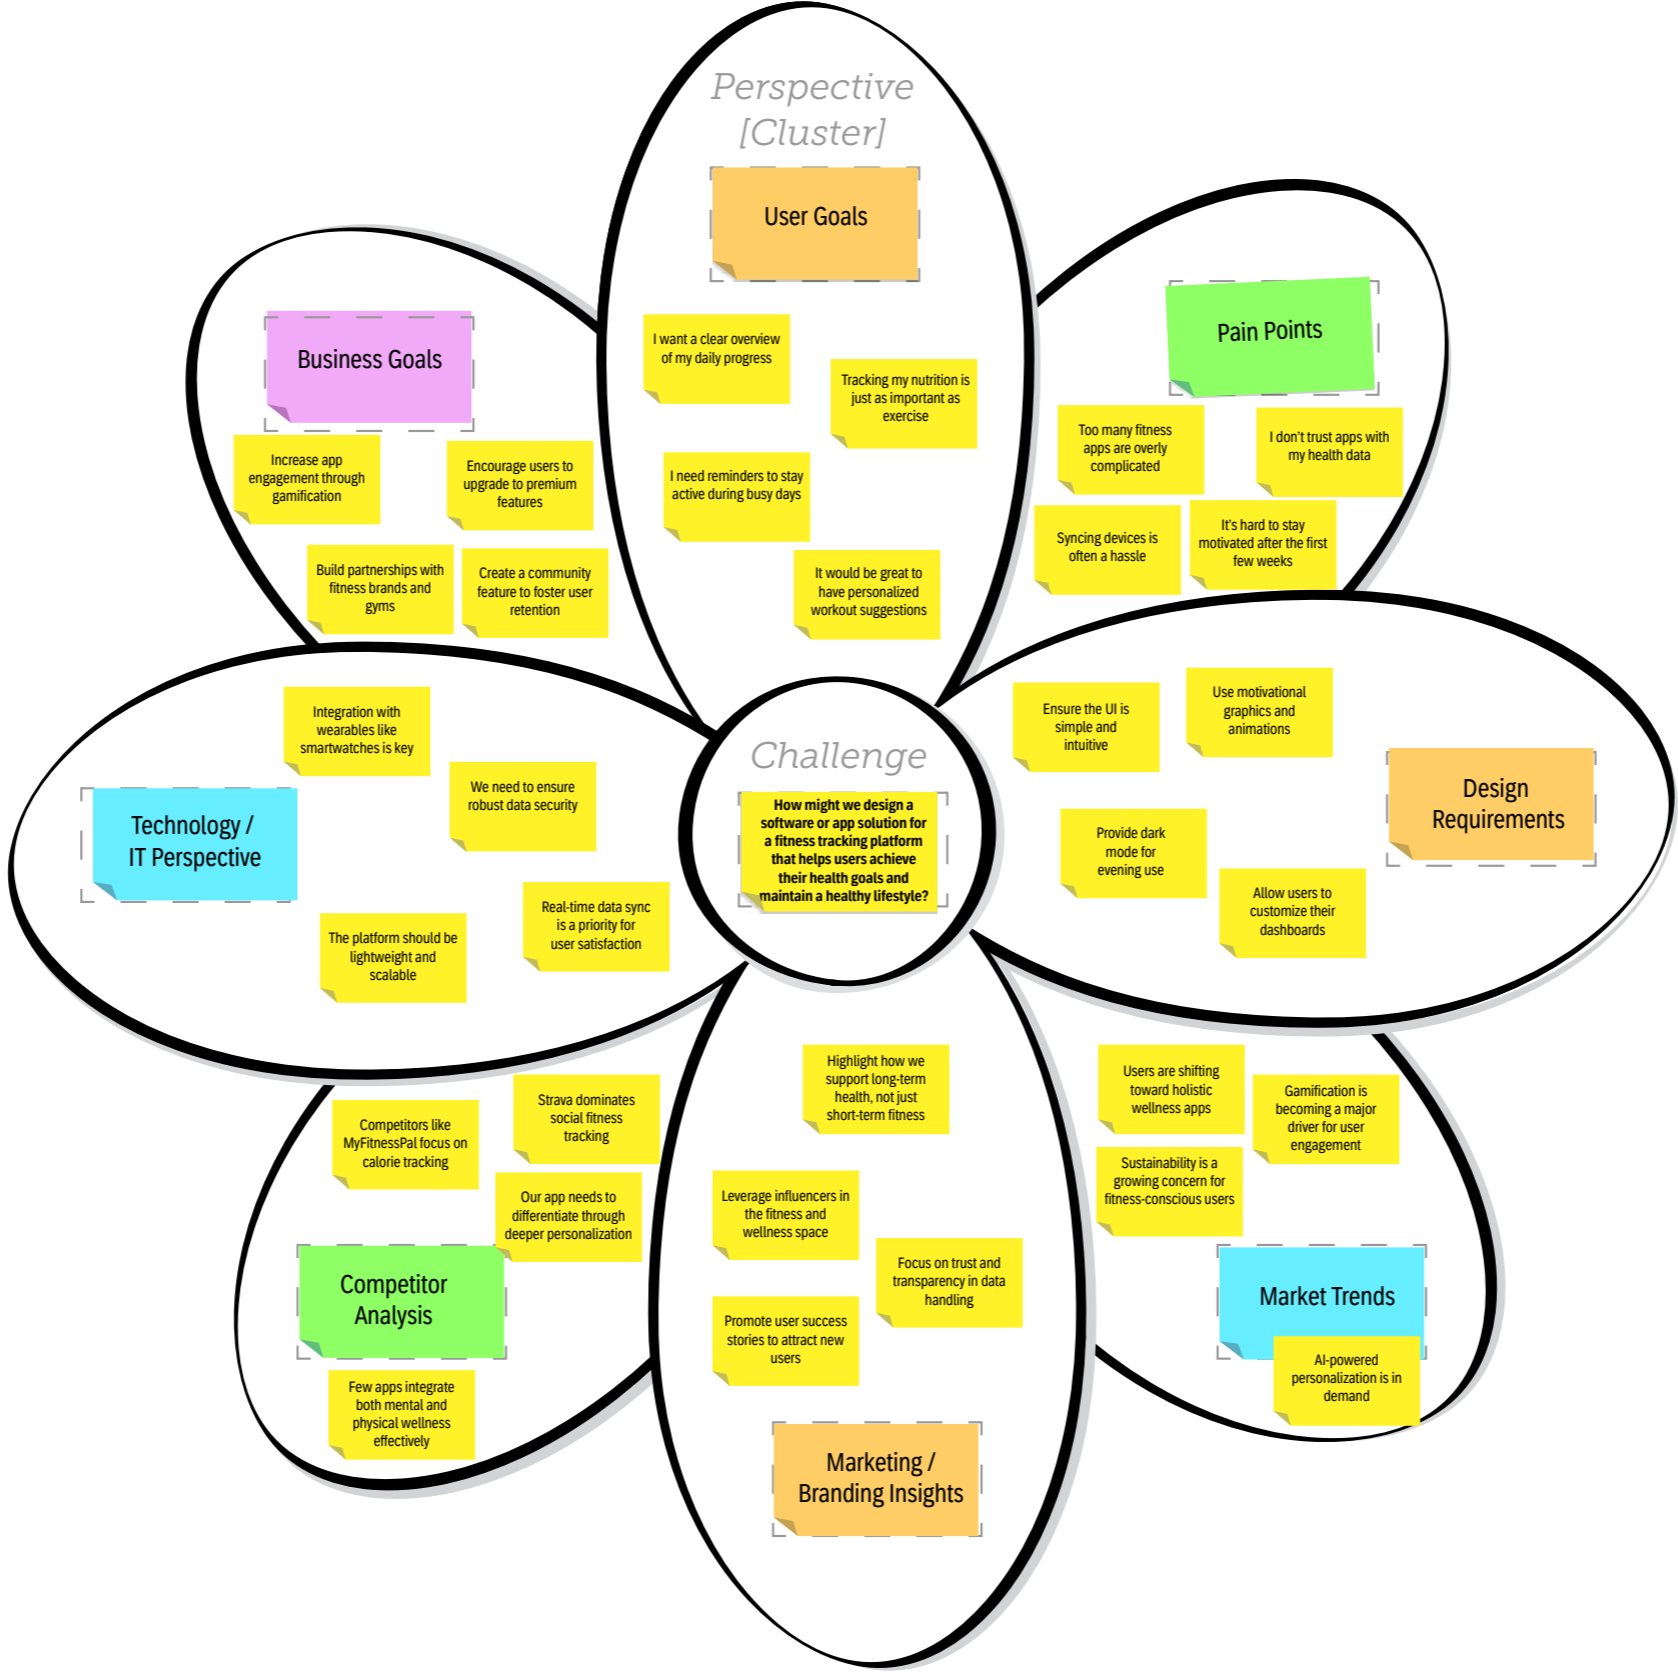 Perspective
[Cluster]
User Goals
I want a clear overview
of my daily progress
Tracking my nutrition is
just as important as
exercise
I need reminders to stay
active during busy days
It would be great to
have personalized
workout suggestions
Pain Points
Too many fitness
apps are overly
complicated
I don't trust apps with
my health data
Syncing devices is
often a hassle
It's hard to stay
motivated after the first
few weeks
Business Goals
Increase app
engagement through
gamification
Encourage users to
upgrade to premium
features
Build partnerships with
fitness brands and
gyms
Create a community
feature to foster user
retention
Technology /
IT Perspective
Integration with
wearables like
smartwatches is key
We need to ensure
robust data security
Real-time data sync
is a priority for
user satisfaction
The platform should be
lightweight and
scalable
Challenge
How might we design a
software or app solution for
a fitness tracking platform
that helps users achieve
their health goals and
maintain a healthy lifestyle?
Design
Requirements
Ensure the UI is
simple and
intuitive
Use motivational
graphics and
animations
Provide dark
mode for
evening use
Allow users to
customize their
dashboards
Competitors like
MyFitnessPal focus on
calorie tracking
Strava dominates
social fitness
tracking
Our app needs to
differentiate through
deeper personalization
Competitor
Analysis
Few apps integrate
both mental and
physical wellness
effectively
Highlight how we
support long-term
health, not just
short-term fitness
Leverage influencers in
the fitness and
wellness space
Focus on trust and
transparency in data
handling
Promote user success
stories to attract new
users
Marketing /
Branding Insights
Users are shifting
toward holistic
wellness apps
Gamification is
becoming a major
driver for user
engagement
Sustainability is a
growing concern for
fitness-conscious users
Market Trends
AI-powered
personalization is in
demand